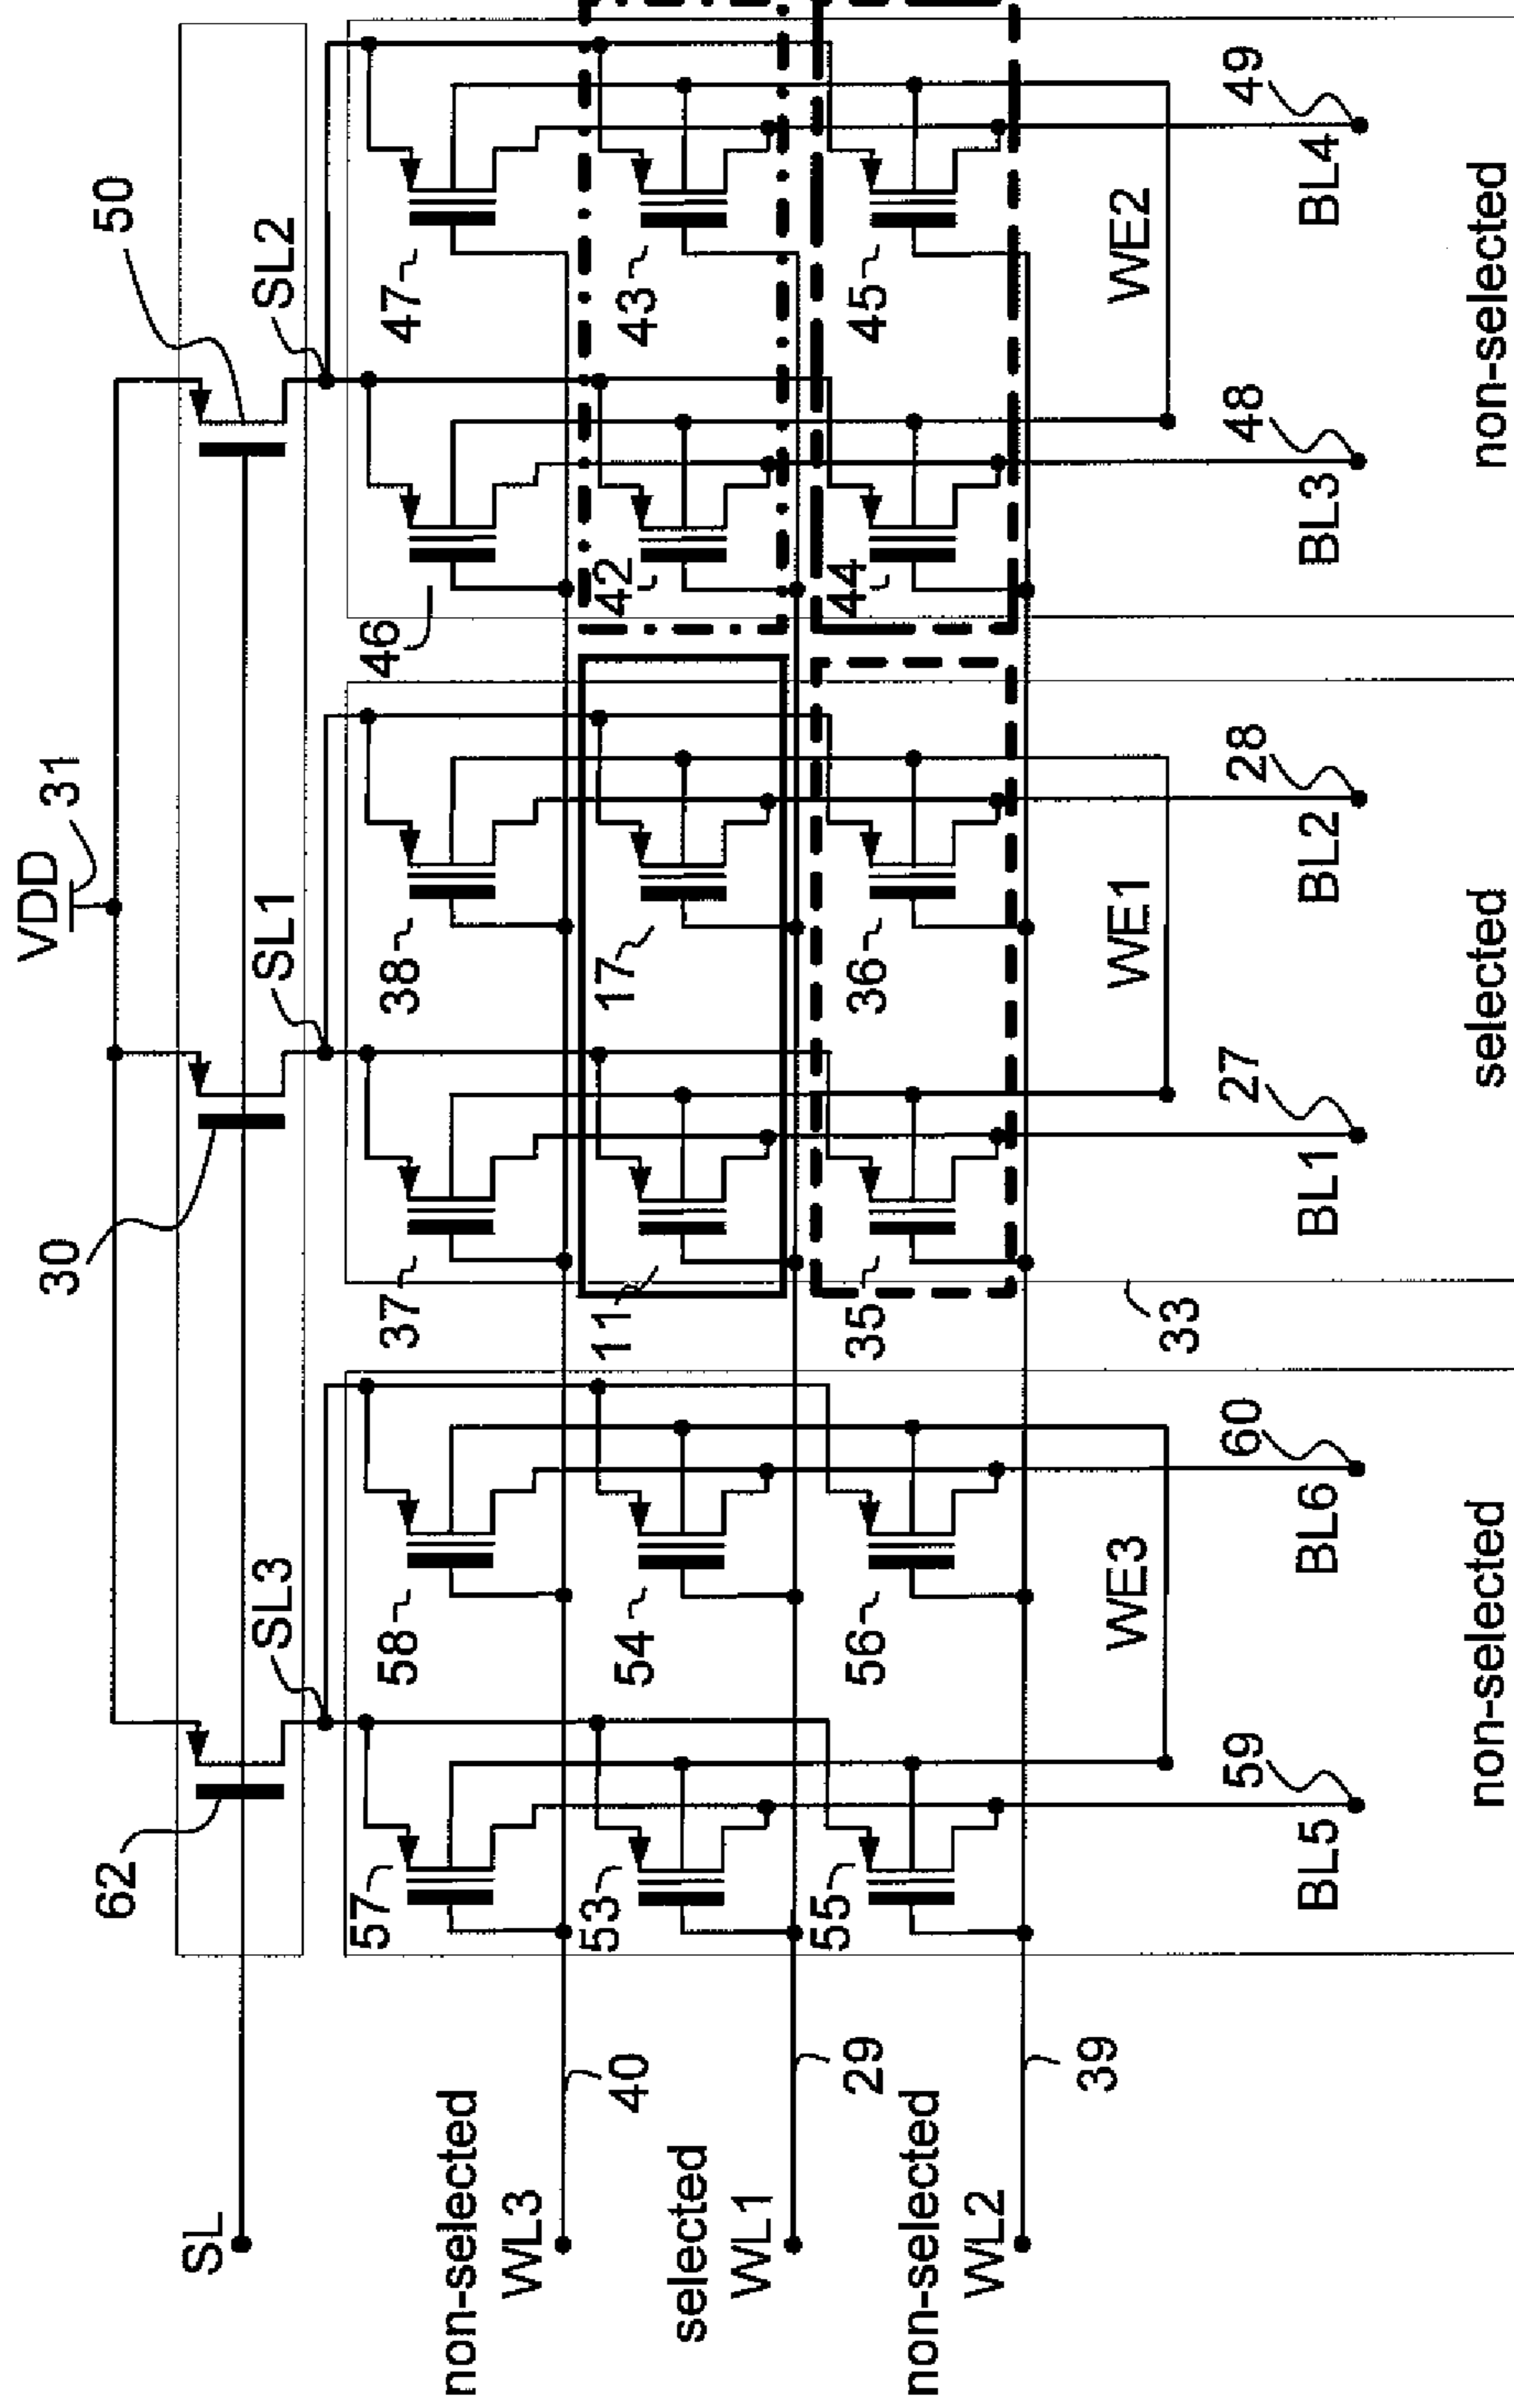 VDD 31
30
62
50
SL
SL3
SL1
SL2
57
58
37
38
46
47
non-selected
WL3
40
53
54
11
17
42
43
selected
WL1
29
55
56
35
36
44
45
non-selected
WL2
39
WE3
WE1
WE2
33
59
60
27
28
48
49
BL5
BL6
BL1
BL2
BL3
BL4
non-selected
selected
non-selected